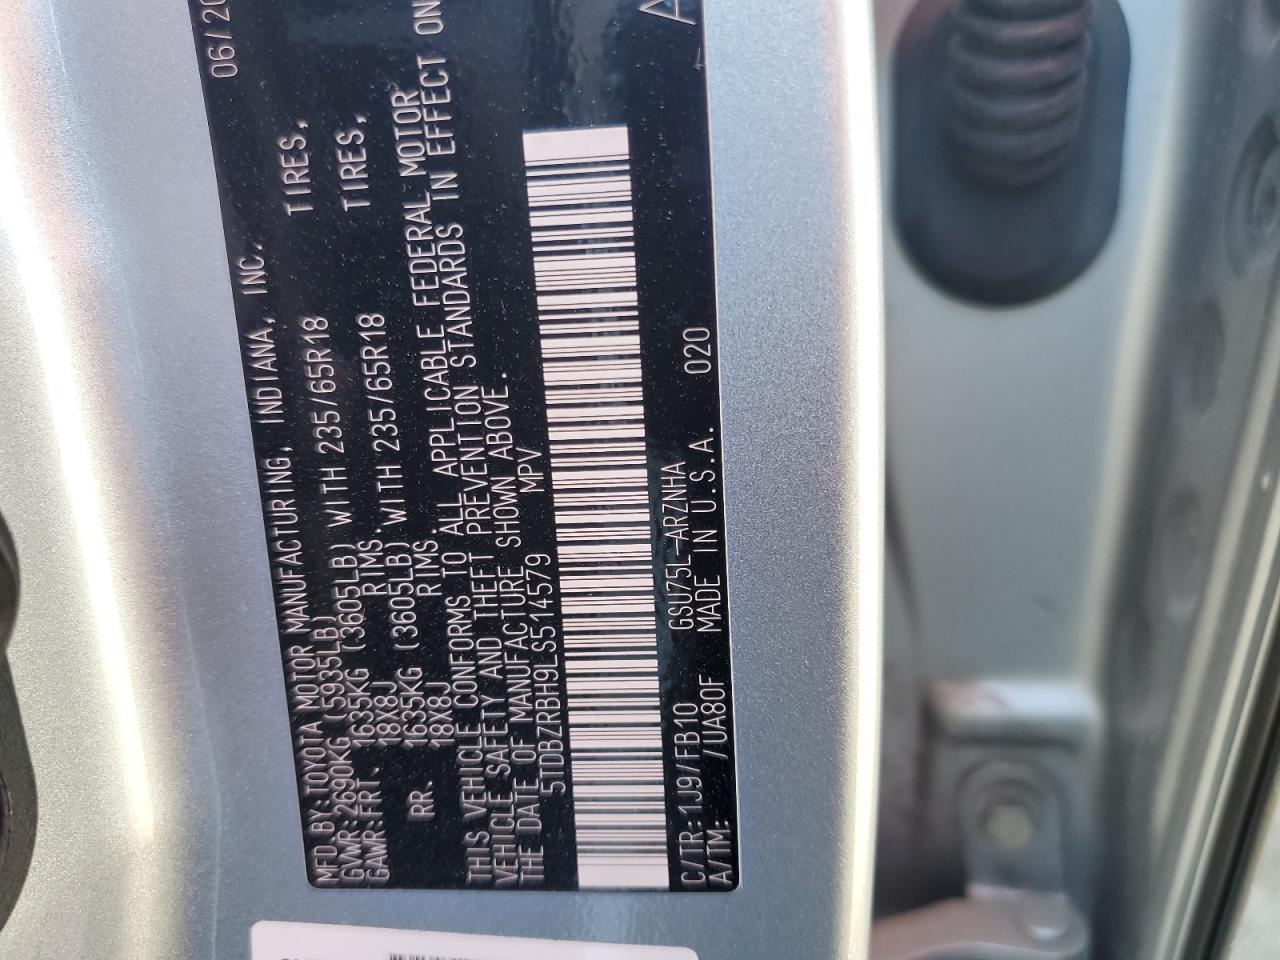 MFD.BY:TOYOTA MOTOR MANUFACTURING, INDIANA, INC. 06/20
GVWR:2690KG (5935LB)
GAWR:FRT. 1635KG (3605LB) WITH 235/65R18 TIRES,
18X8J RIMS.
RR. 1635KG (3605LB) WITH 235/65R18 TIRES,
18X8J RIMS
THIS VEHICLE CONFORMS TO ALL APPLICABLE FEDERAL MOTOR
VEHICLE SAFETY AND THEFT PREVENTION STANDARDS IN EFFECT ON
THE DATE OF MANUFACTURE SHOWN ABOVE.
5TDBZRBH9LS514579 MPV
C/TR:1J9/FB10 GSU75L-ARZNHA
A/TM: /UA80F MADE IN U.S.A. 020
A